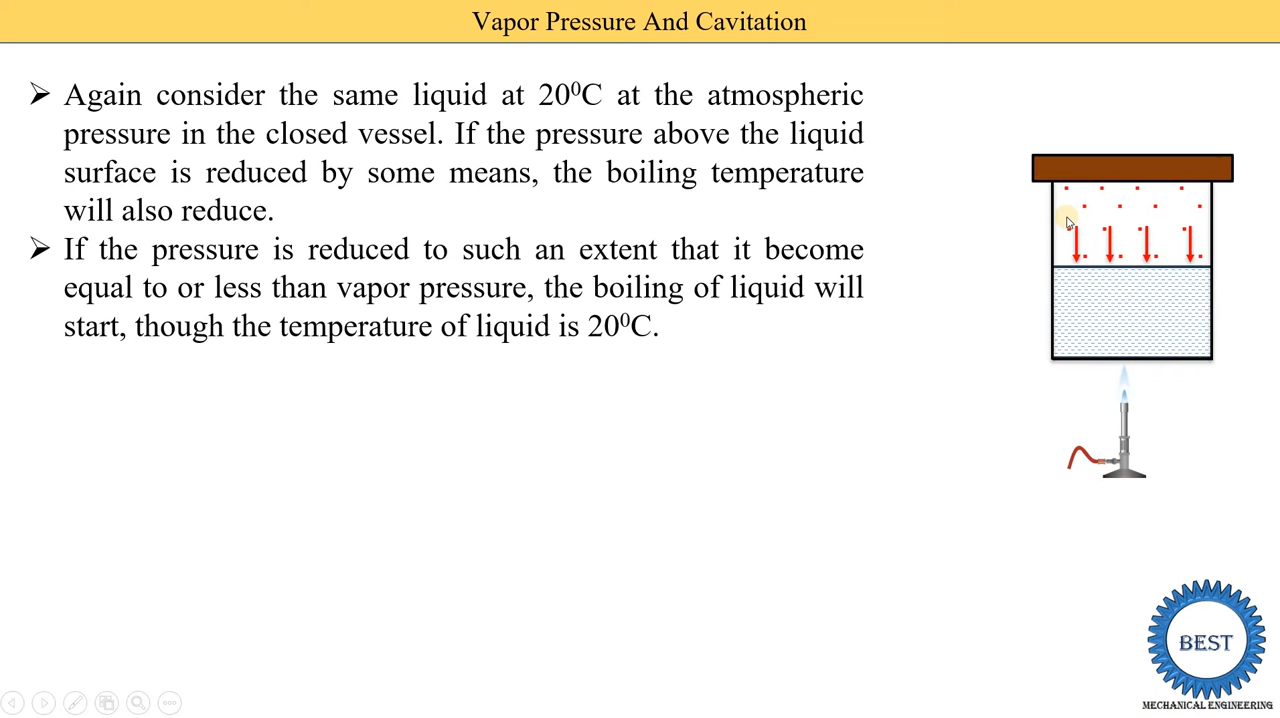 Vapor Pressure And Cavitation
➢ Again consider the same liquid at 20⁰C at the atmospheric
pressure in the closed vessel. If the pressure above the liquid
surface is reduced by some means, the boiling temperature
will also reduce.
➢ If the pressure is reduced to such an extent that it become
equal to or less than vapor pressure, the boiling of liquid will
start, though the temperature of liquid is 20⁰C.
BEST
MECHANICAL ENGINEERING